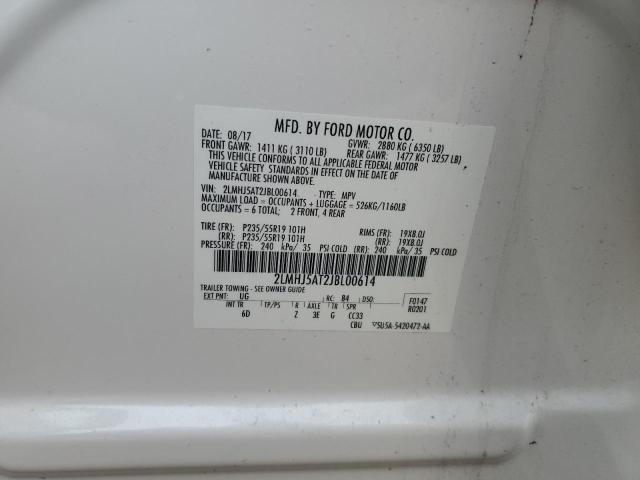 MFD. BY FORD MOTOR CO.
DATE: 08/17 GVWR: 2880 KG ( 6350 LB)
FRONT GAWR: 1411 KG ( 3110 LB) REAR GAWR: 1477 KG ( 3257 LB)
THIS VEHICLE CONFORMS TO ALL APPLICABLE FEDERAL MOTOR
VEHICLE SAFETY STANDARDS IN EFFECT ON THE DATE OF
MANUFACTURE SHOWN ABOVE.
VIN: 2LMHJ5AT2JBL00614 TYPE: MPV
MAXIMUM LOAD = OCCUPANTS + LUGGAGE = 526KG/1160LB
OCCUPANTS = 6 TOTAL; 2 FRONT, 4 REAR
TIRE (FR): P235/55R19 101H RIMS (FR): 19X8.0J
(RR): P235/55R19 101H (RR): 19X8.0J
PRESSURE (FR): 240 kPa/ 35 PSI COLD (RR): 240 kPa/ 35 PSI COLD
2LMHJ5AT2JBL00614
TRAILER TOWING - SEE OWNER GUIDE
EXT PNT: UG RC: 84 DSO: F0147
R0201
INT TR TP/PS R AXLE TR SPR
6D Z 3E G CC33
CBU 5U5A-5420472-AA